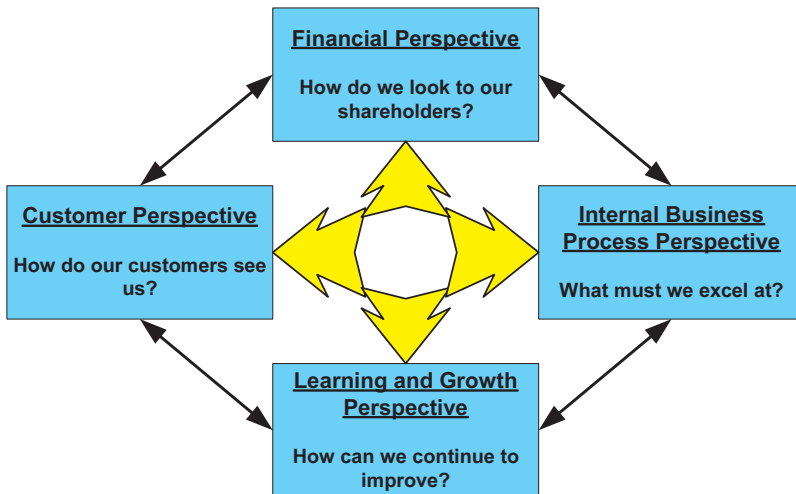 Financial Perspective
How do we look to our
shareholders?
Customer Perspective
How do our customers see
us?
Internal Business
Process Perspective
What must we excel at?
Learning and Growth
Perspective
How can we continue to
improve?